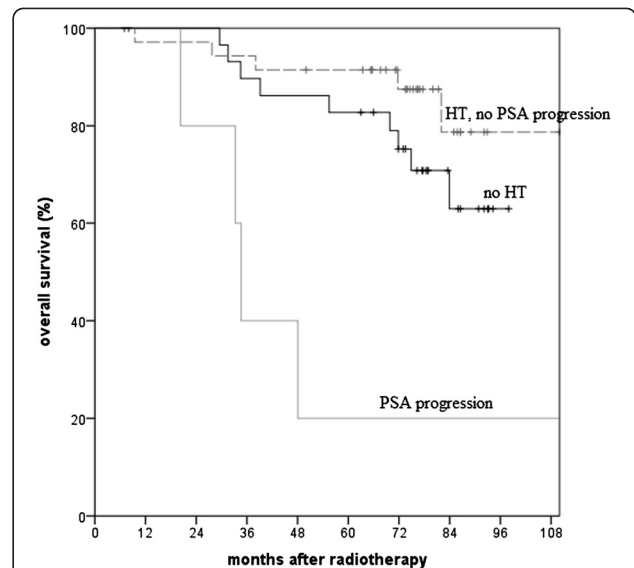 100
80
60
40
20
0
overall survival (%)
HT, no PSA progression
no HT
PSA progression
0 12 24 36 48 60 72 84 96 108
months after radiotherapy